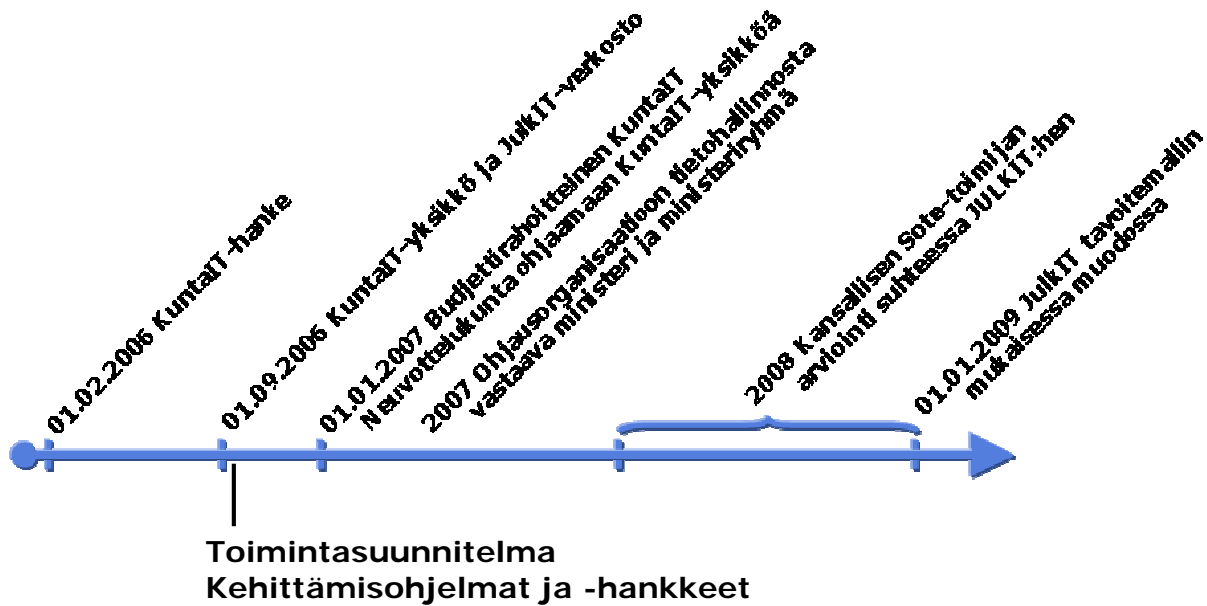 01.02.2006 KuntaIT-hanke
01.09.2006 KuntaIT-yksikkö ja JulkIT-verkosto
01.01.2007 Budjettirahoitteinen KuntaIT
Neuvottelukunta ohjaamaan KuntaIT-yksikköä
2007 Ohjausorganisaatioon tietohallinnosta
vastaava ministeri ja ministeriryhmä
2008 Kansallisen Sote-toimijan
arviointi suhteessa JULKIT:hen
01.01.2009 JulkIT tavoitemallin
mukaisessa muodossa
Toimintasuunnitelma
Kehittämisohjelmat ja -hankkeet